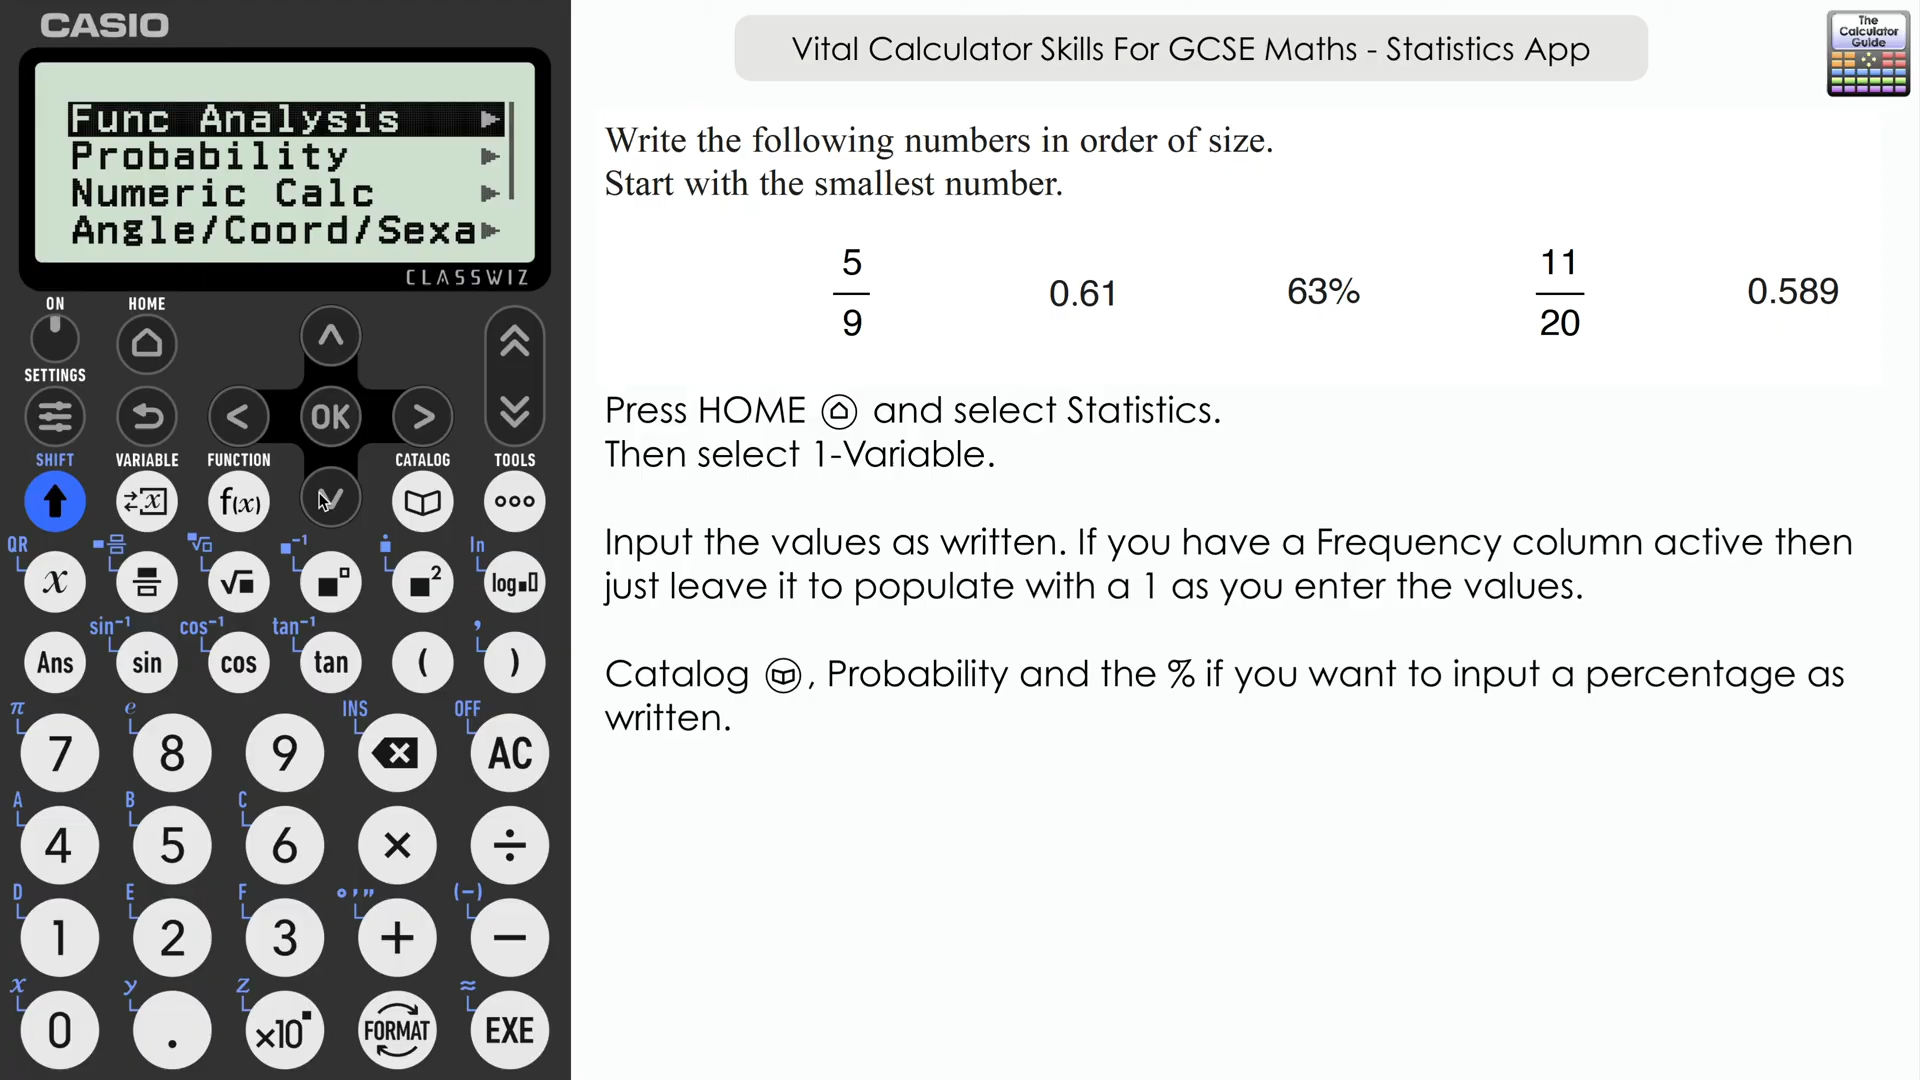 CASIO
Func Analysis
Probability
Numeric Calc
Angle/Coord/Sexa
CLASSWIZ
ON HOME
SETTINGS
OK
SHIFT VARIABLE FUNCTION CATALOG TOOLS
x f(x)
QR √ -1 ln
x √■ ■² log
sin⁻¹ cos⁻¹ tan⁻¹ ,
Ans sin cos tan ( )
π e INS OFF
7 8 9 AC
A B C
4 5 6 × ÷
D E F ° ′ ″ (−)
1 2 3 + −
x y z ≈
0 . ×10 FORMAT EXE
Vital Calculator Skills For GCSE Maths - Statistics App
The
Calculator
Guide
Write the following numbers in order of size.
Start with the smallest number.
5/9 0.61 63% 11/20 0.589
Press HOME and select Statistics.
Then select 1-Variable.
Input the values as written. If you have a Frequency column active then
just leave it to populate with a 1 as you enter the values.
Catalog , Probability and the % if you want to input a percentage as
written.